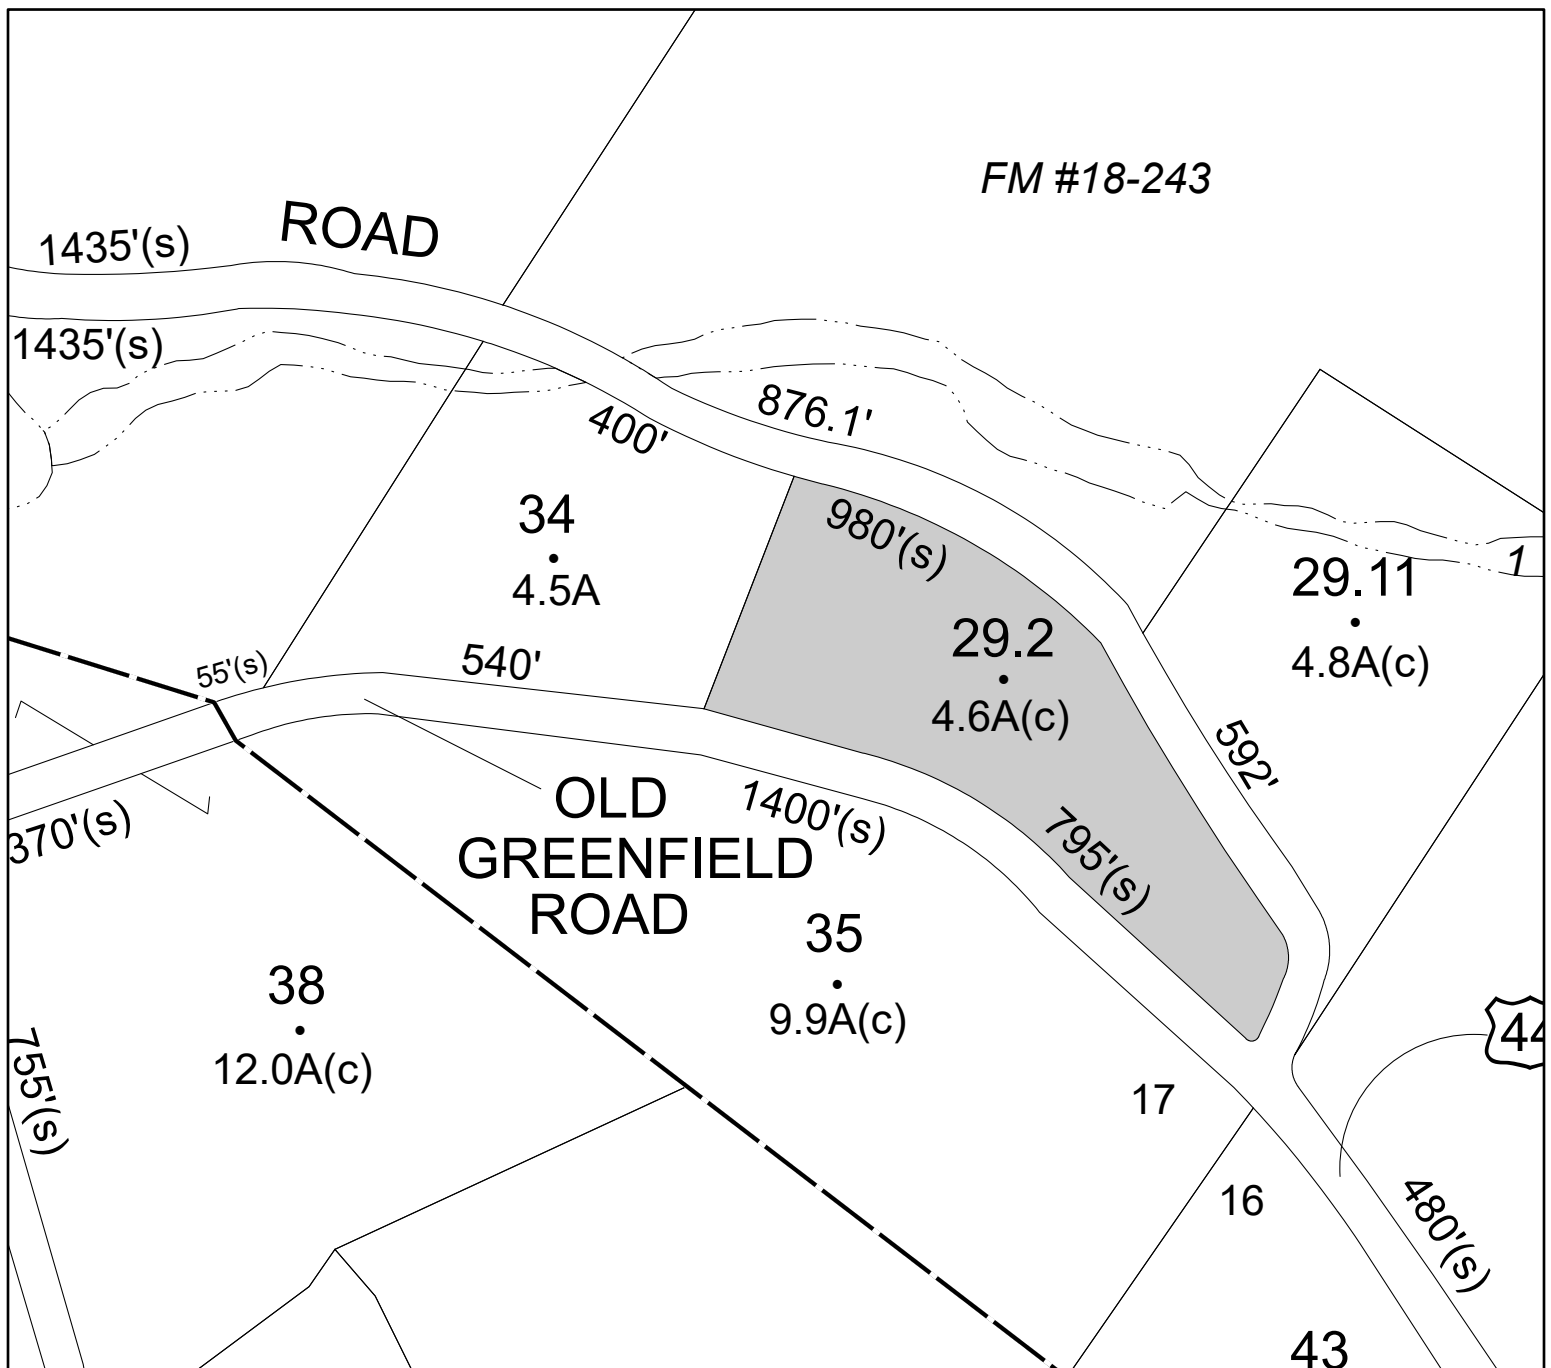 FM #18-243
ROAD
1435'(s)
1435'(s)
876.1'
400'
34
4.5A
980'(s)
1
29.11
4.8A(c)
29.2
4.6A(c)
55'(s)
540'
592'
OLD
GREENFIELD
ROAD
1400'(s)
795'(s)
370'(s)
35
9.9A(c)
38
12.0A(c)
44
755'(s)
17
16
480'(s)
43